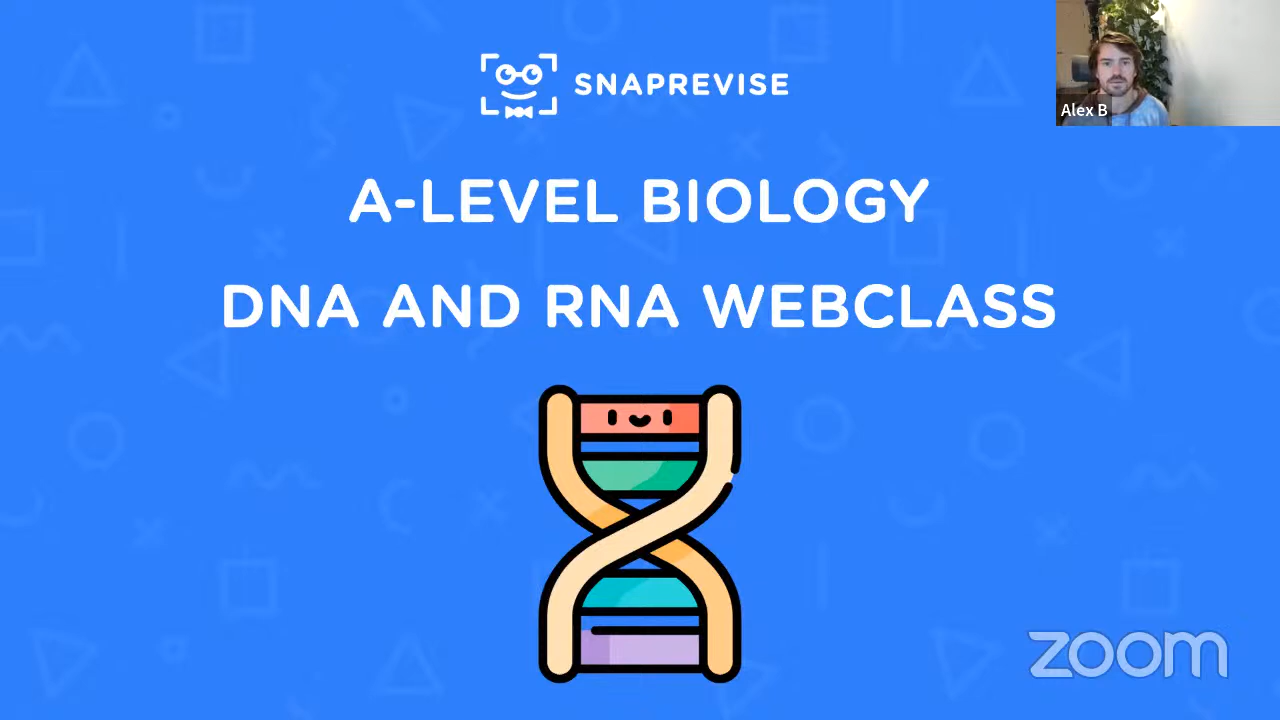 SNAPREVISE
Alex B
A-LEVEL BIOLOGY
DNA AND RNA WEBCLASS
zoom